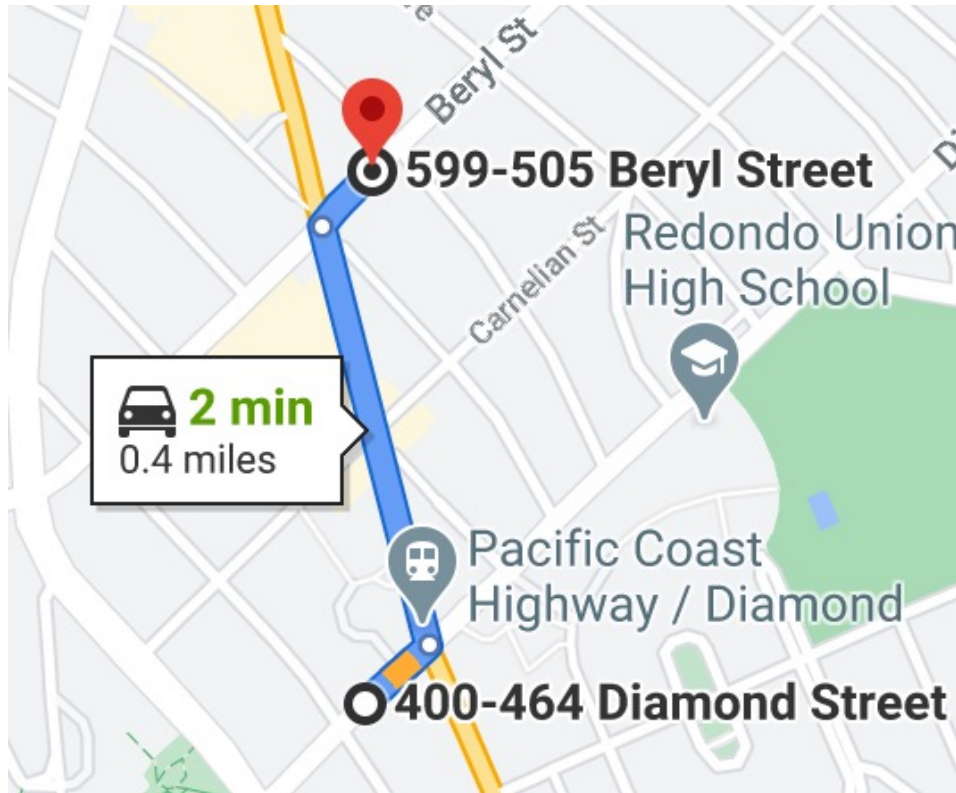 Beryl St
599-505 Beryl Street
Carnelian St
Redondo Union
High School
2 min
0.4 miles
Pacific Coast
Highway / Diamond
400-464 Diamond Street